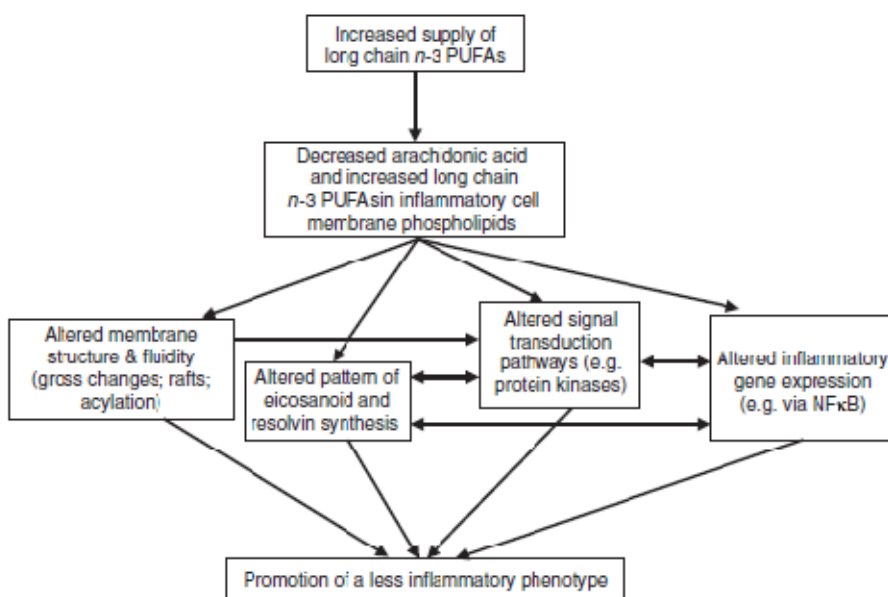 Increased supply of
long chain n-3 PUFAs
Decreased arachidonic acid
and increased long chain
n-3 PUFAsin inflammatory cell
membrane phospholipids
Altered membrane
structure & fluidity
(gross changes; rafts;
acylation)
Altered pattern of
eicosanoid and
resolvin synthesis
Altered signal
transduction
pathways (e.g.
protein kinases)
Altered inflammatory
gene expression
(e.g. via NFκB)
Promotion of a less inflammatory phenotype